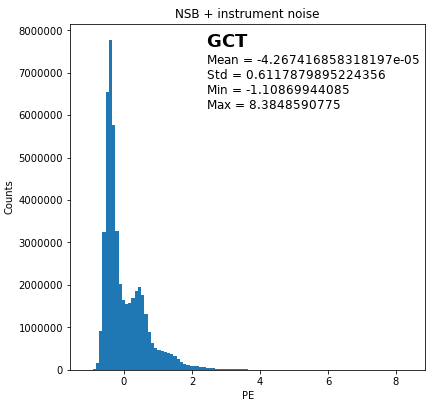 NSB + instrument noise
GCT
Mean = -4.267416858318197e-05
Std = 0.6117879895224356
Min = -1.10869944085
Max = 8.3848590775
8000000
7000000
6000000
5000000
4000000
3000000
2000000
1000000
0
Counts
0 2 4 6 8
PE